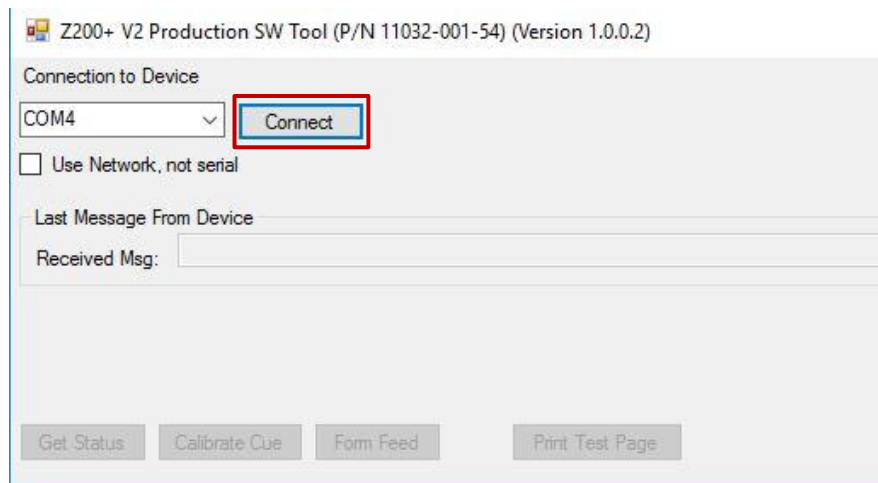 Z200+ V2 Production SW Tool (P/N 11032-001-54) (Version 1.0.0.2)
Connection to Device
COM4 Connect
Use Network, not serial
Last Message From Device
Received Msg:
Get Status Calibrate Cue Form Feed Print Test Page